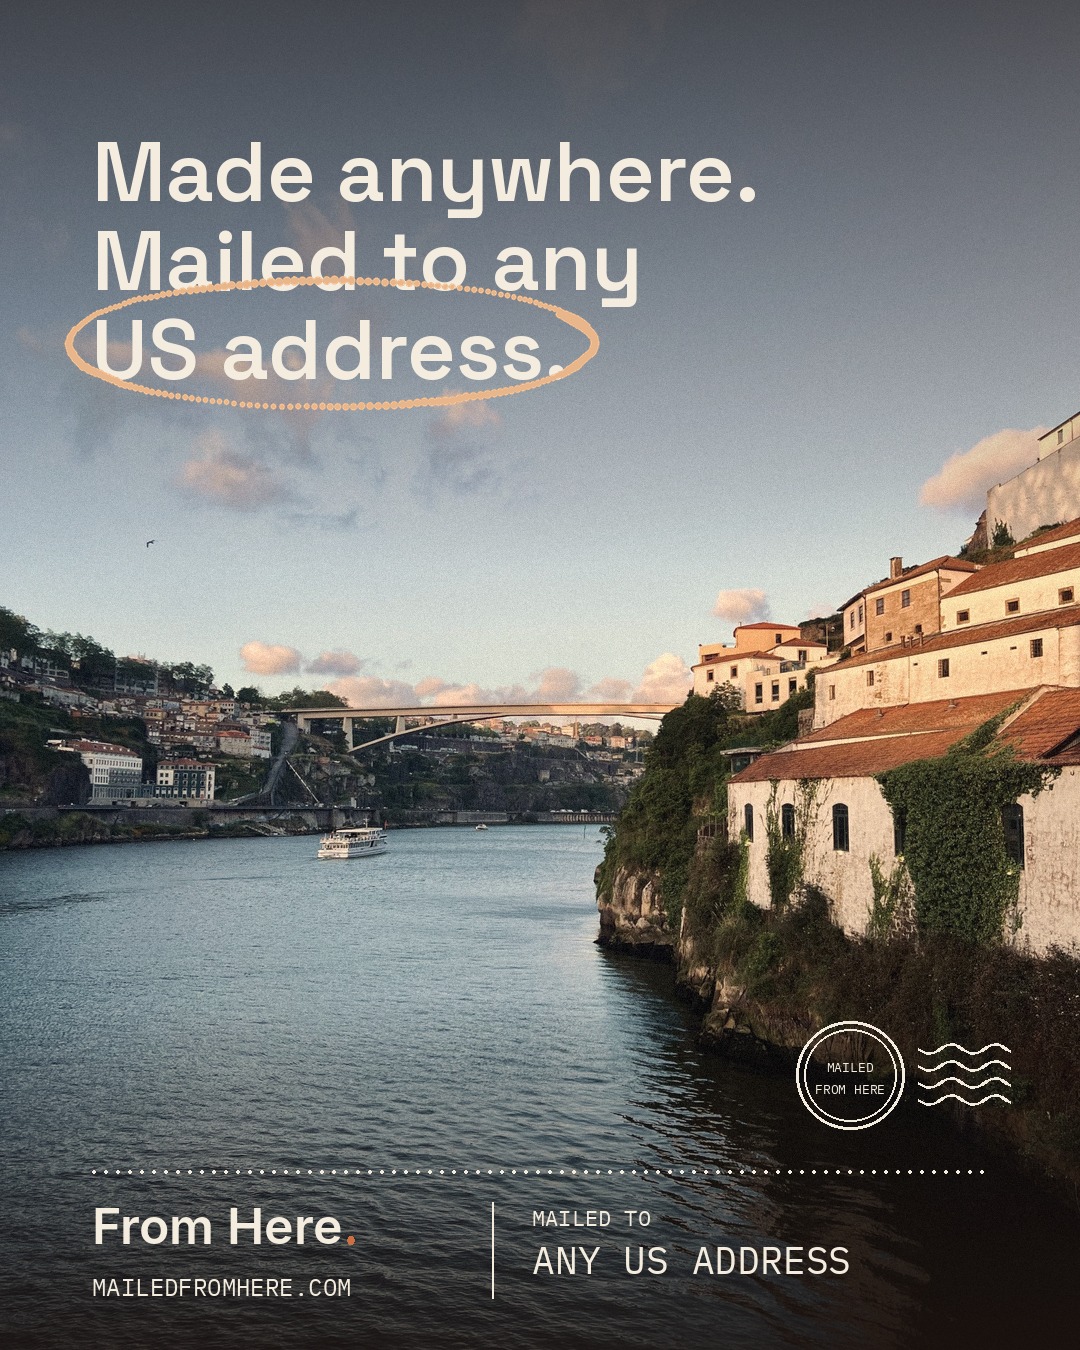 Made anywhere.
Mailed to any
US address.
MAILED
FROM HERE
From Here.
MAILEDFROMHERE.COM
MAILED TO
ANY US ADDRESS